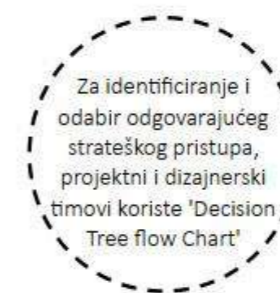 Za identificiranje i
odabir odgovarajućeg
strateškog pristupa,
projektni i dizajnerski
timovi koriste 'Decision
Tree flow Chart'